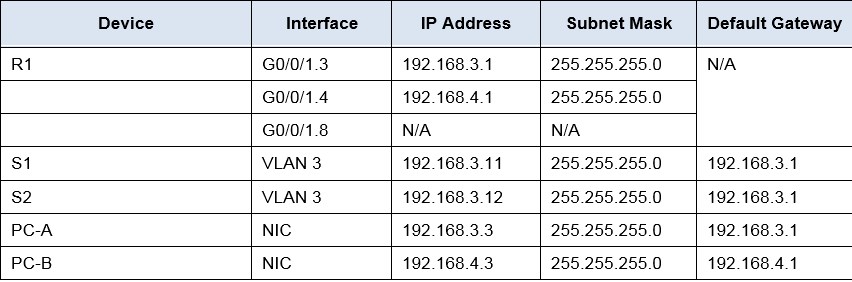 Device Interface IP Address Subnet Mask Default Gateway
R1 G0/0/1.3 192.168.3.1 255.255.255.0 N/A
G0/0/1.4 192.168.4.1 255.255.255.0
G0/0/1.8 N/A N/A
S1 VLAN 3 192.168.3.11 255.255.255.0 192.168.3.1
S2 VLAN 3 192.168.3.12 255.255.255.0 192.168.3.1
PC-A NIC 192.168.3.3 255.255.255.0 192.168.3.1
PC-B NIC 192.168.4.3 255.255.255.0 192.168.4.1